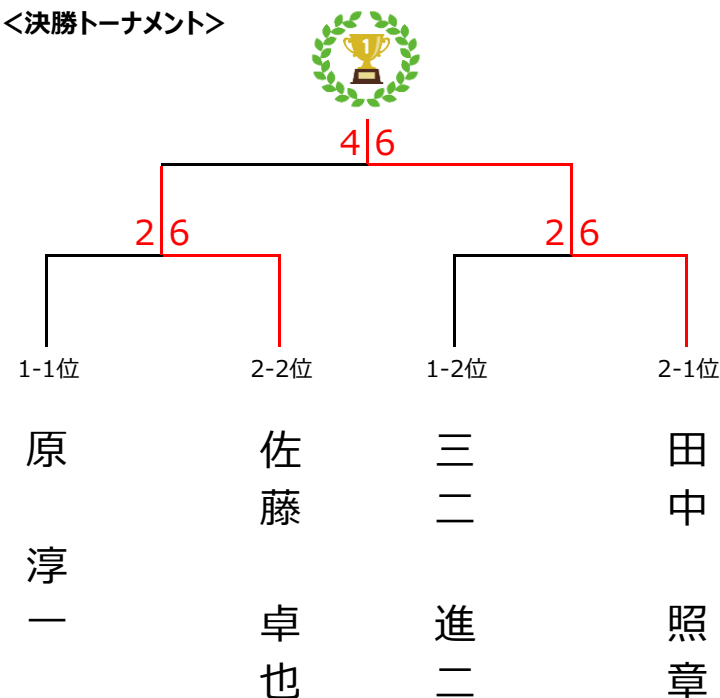 ＜決勝トーナメント＞
1
4 6
2 6
2 6
1-1位
2-2位
1-2位
2-1位
原 淳一
佐藤 卓也
三二 進二
田中 照章